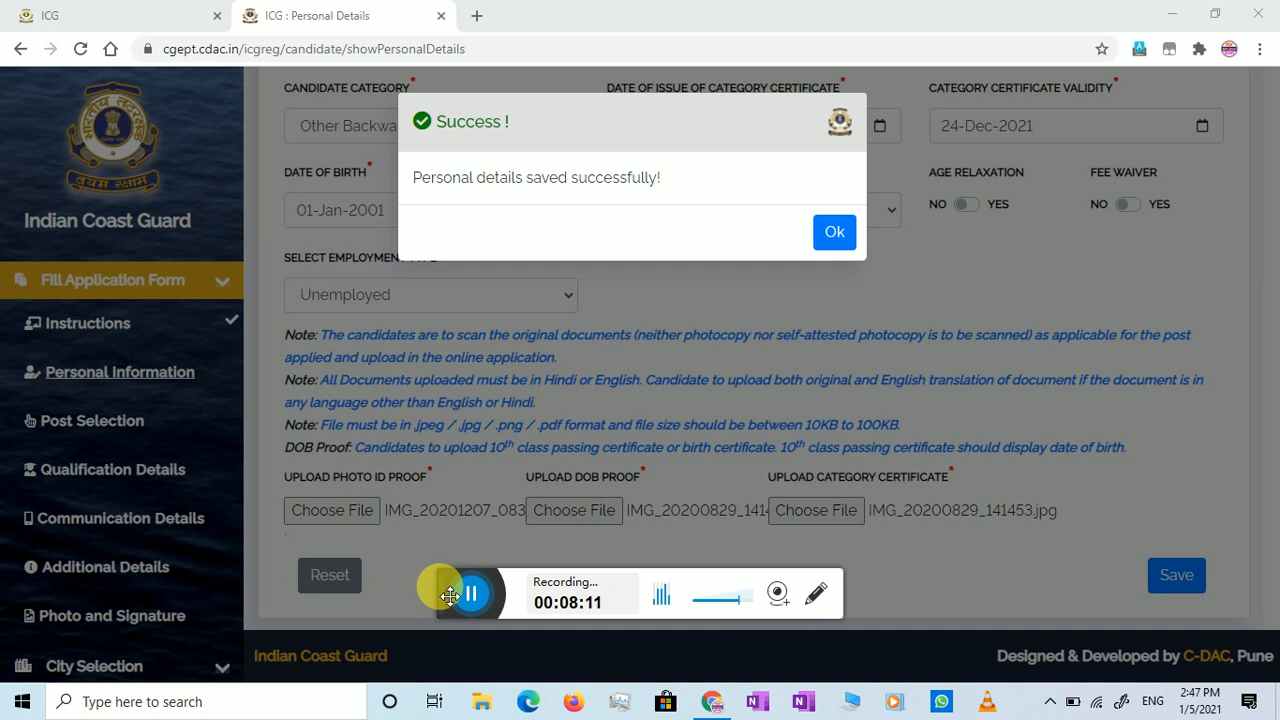 ICG
ICG : Personal Details
cgept.cdac.in/icgreg/candidate/showPersonalDetails
भारतीय तटरक्षक
वयम रक्षामः
Indian Coast Guard
Fill Application Form
Instructions
Personal Information
Post Selection
Qualification Details
Communication Details
Additional Details
Photo and Signature
City Selection
CANDIDATE CATEGORY*
DATE OF ISSUE OF CATEGORY CERTIFICATE*
CATEGORY CERTIFICATE VALIDITY*
Other Backwa
24-Dec-2021
Success !
Personal details saved successfully!
Ok
DATE OF BIRTH*
AGE RELAXATION
FEE WAIVER
01-Jan-2001
NO YES
NO YES
SELECT EMPLOYMENT TYPE
Unemployed
Note: The candidates are to scan the original documents (neither photocopy nor self-attested photocopy is to be scanned) as applicable for the post
applied and upload in the online application.
Note: All Documents uploaded must be in Hindi or English. Candidate to upload both original and English translation of document if the document is in
any language other than English or Hindi.
Note: File must be in .jpeg / .jpg / .png / .pdf format and file size should be between 10KB to 100KB.
DOB Proof: Candidates to upload 10th class passing certificate or birth certificate. 10th class passing certificate should display date of birth.
UPLOAD PHOTO ID PROOF*
UPLOAD DOB PROOF*
UPLOAD CATEGORY CERTIFICATE*
Choose File IMG_20201207_083
Choose File IMG_20200829_141
Choose File IMG_20200829_141453.jpg
Reset
Save
Recording...
00:08:11
Indian Coast Guard
Designed & Developed by C-DAC, Pune
Type here to search
ENG
2:47 PM
1/5/2021